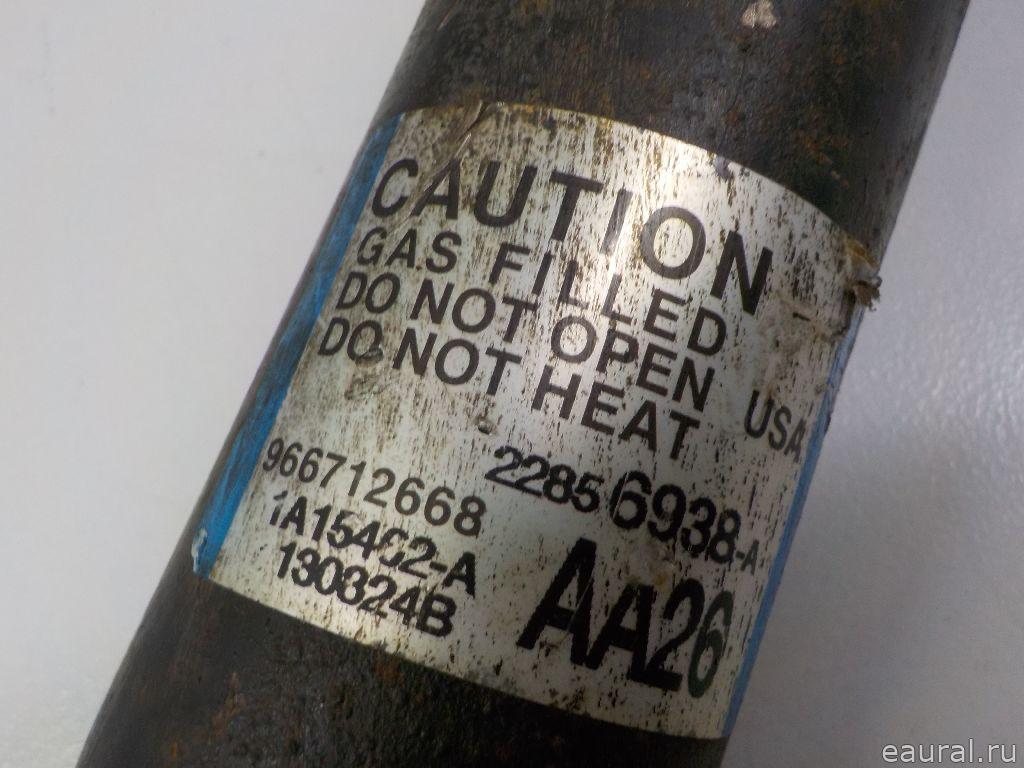 CAUTION
GAS FILLED
DO NOT OPEN
DO NOT HEAT
USA
966712668
22856938-A
1A15402-A
130324B
AA26
eaural.ru